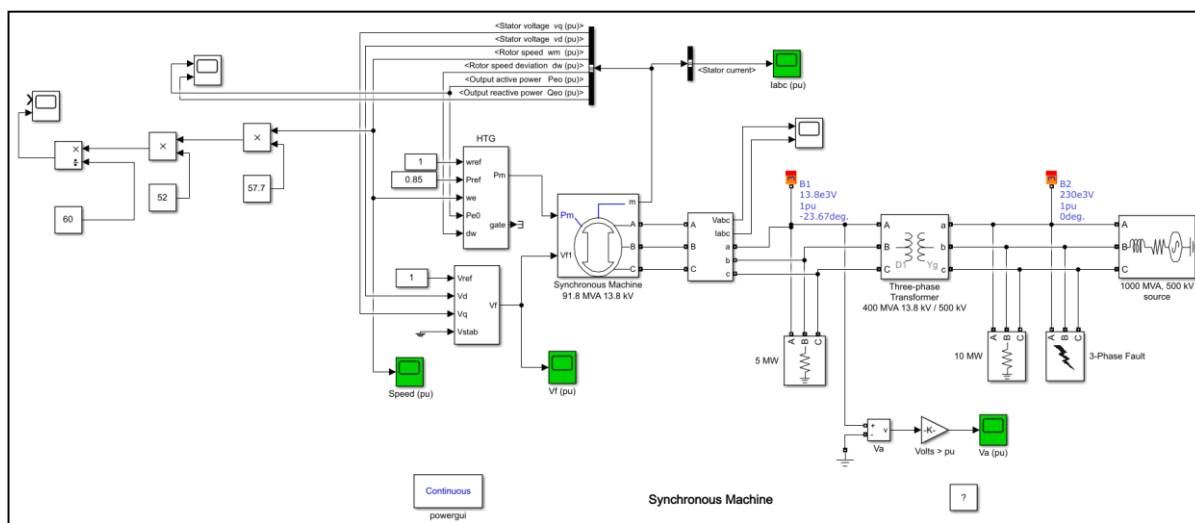 <Stator voltage vq (pu)>
<Stator voltage vd (pu)>
<Rotor speed wm (pu)>
<Rotor speed deviation dw (pu)>
<Output active power Peo (pu)>
<Output reactive power Qeo (pu)>
<Stator current>
Iabc (pu)
×
÷
×
×
60
52
57.7
HTG
1
0.85
wref
Pref
we
Pe0
dw
Pm
gate
1
Vref
Vd
Vq
Vstab
Vf
Pm
Vf1
m
A
B
C
Synchronous Machine
91.8 MVA 13.8 kV
A
B
C
Vabc
Iabc
a
b
c
B1
13.8e3V
1pu
-23.67deg.
A
B
C
D1
Yg
a
b
c
Three-phase
Transformer
400 MVA 13.8 kV / 500 kV
B2
230e3V
1pu
0deg.
A
B
C
1000 MVA, 500 kV
source
A B C
5 MW
A B C
10 MW
A B C
3-Phase Fault
Speed (pu)
Vf (pu)
+
-
v
Va
-K-
Volts > pu
Va (pu)
Continuous
powergui
Synchronous Machine
?